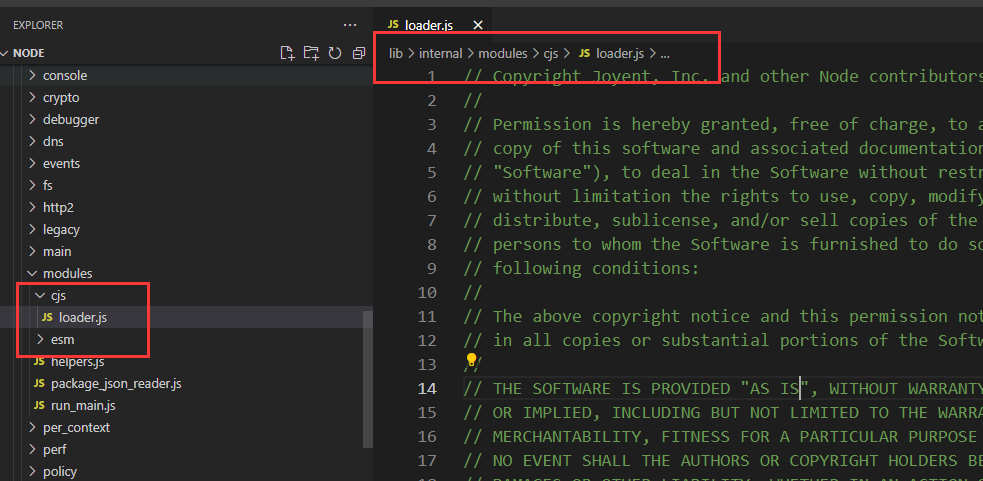 EXPLORER
...
NODE
console
crypto
debugger
dns
events
fs
http2
legacy
main
modules
cjs
JS loader.js
esm
JS helpers.js
JS package_json_reader.js
JS run_main.js
per_context
perf
policy
JS loader.js
lib > internal > modules > cjs > JS loader.js > ...
1 // Copyright Joyent, Inc. and other Node contributors
2 //
3 // Permission is hereby granted, free of charge, to a
4 // copy of this software and associated documentation
5 // "Software"), to deal in the Software without restr
6 // without limitation the rights to use, copy, modify
7 // distribute, sublicense, and/or sell copies of the
8 // persons to whom the Software is furnished to do so
9 // following conditions:
10 //
11 // The above copyright notice and this permission not
12 // in all copies or substantial portions of the Softw
13 //
14 // THE SOFTWARE IS PROVIDED "AS IS", WITHOUT WARRANTY
15 // OR IMPLIED, INCLUDING BUT NOT LIMITED TO THE WARRA
16 // MERCHANTABILITY, FITNESS FOR A PARTICULAR PURPOSE
17 // NO EVENT SHALL THE AUTHORS OR COPYRIGHT HOLDERS BE